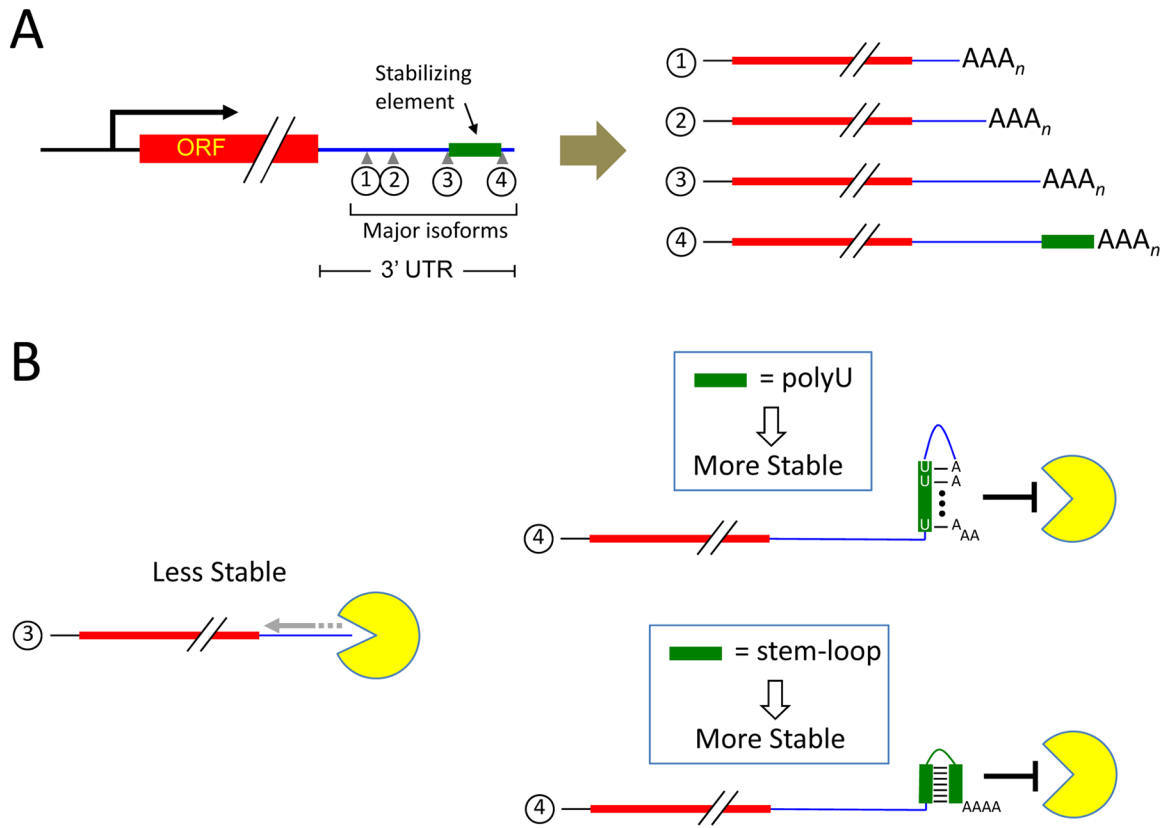 A
Stabilizing
element
ORF
1 2 3 4
Major isoforms
3' UTR
1 AAAn
2 AAAn
3 AAAn
4 AAAn
B
= polyU
More Stable
U A
U A
U A
AA
4
Less Stable
3
= stem-loop
More Stable
4
AAAA